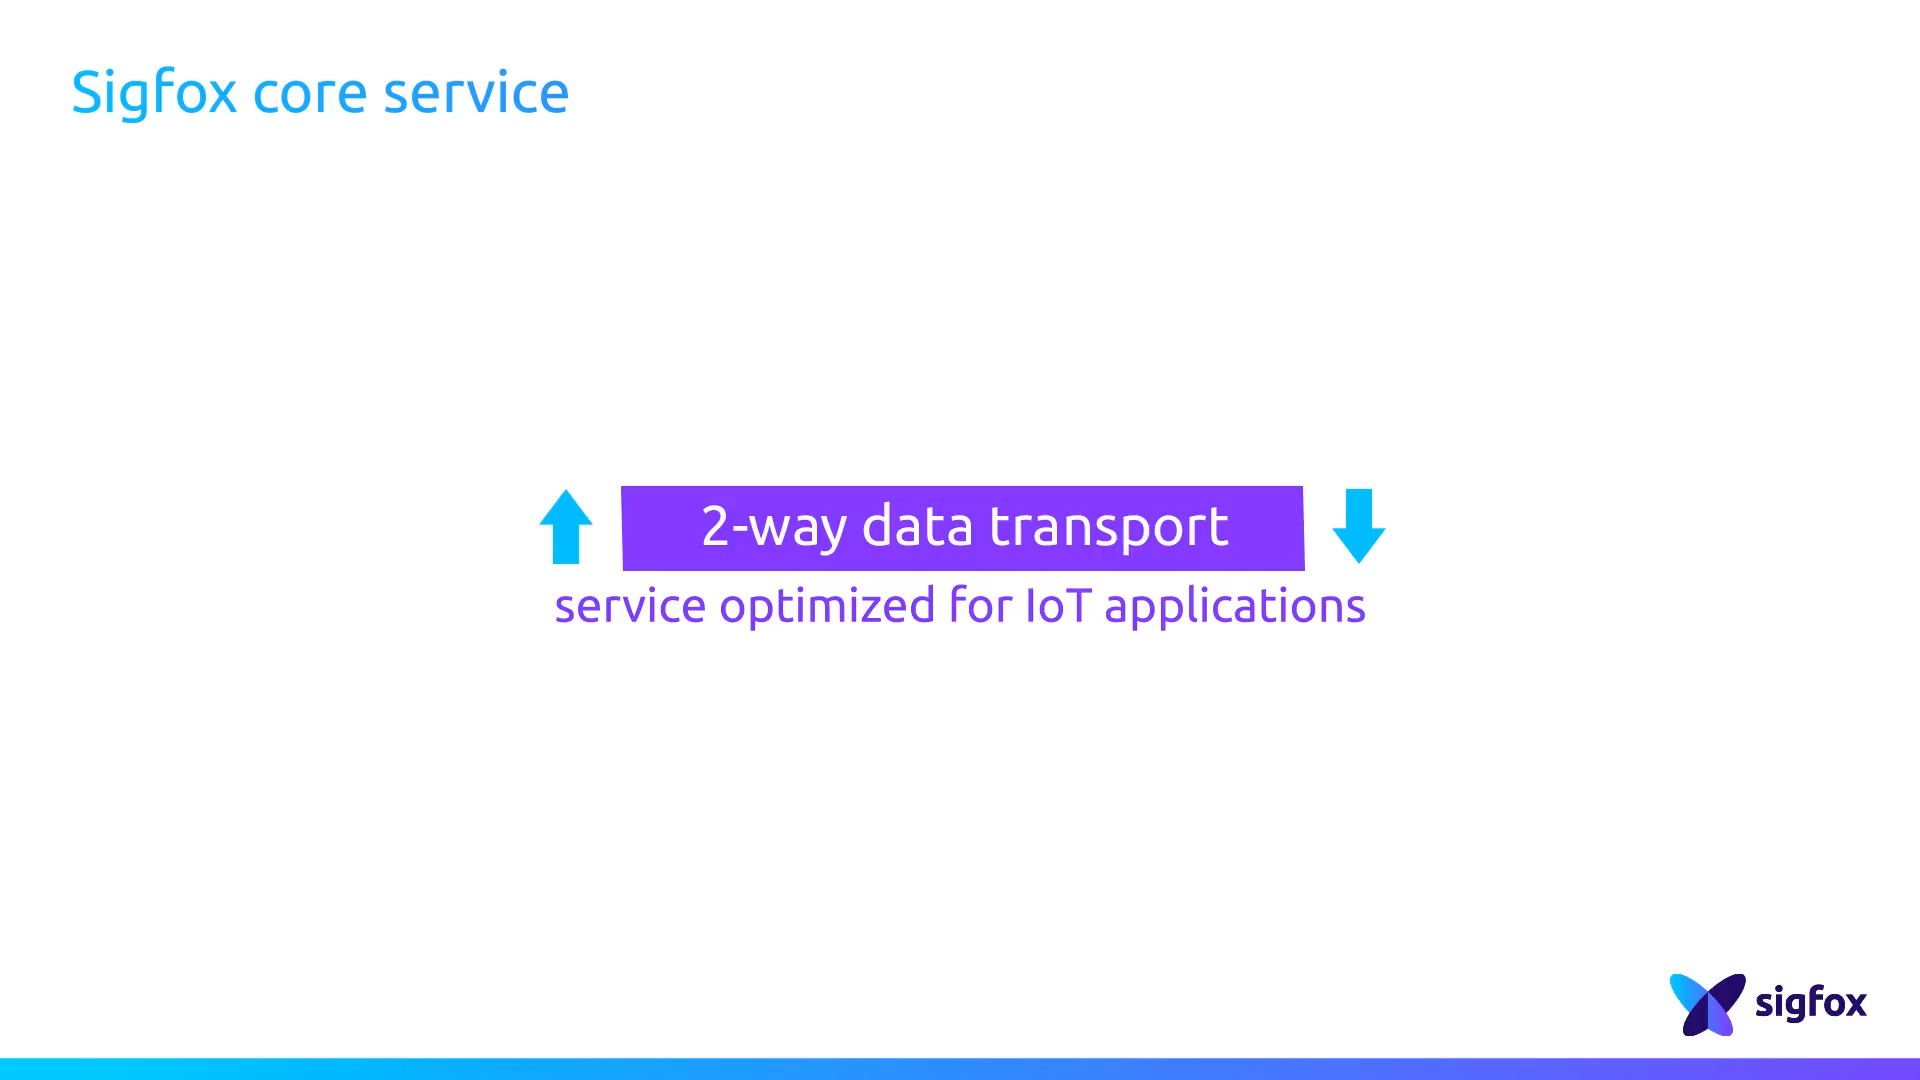 Sigfox core service
2-way data transport
service optimized for IoT applications
sigfox